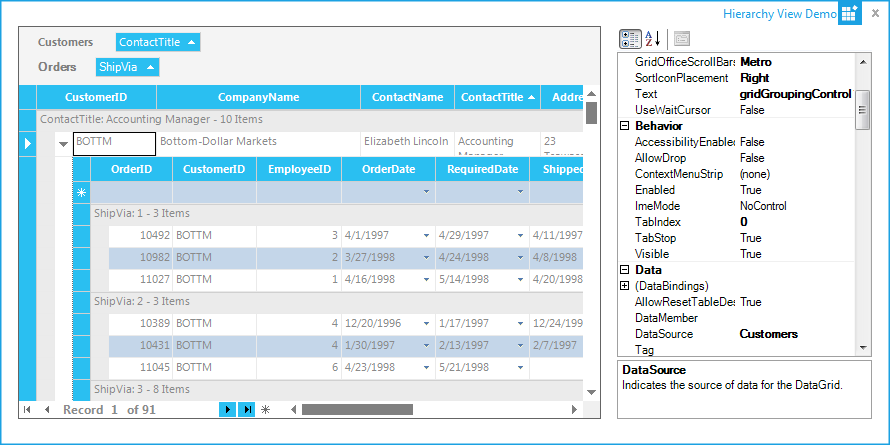 Hierarchy View Demo
Customers ContactTitle
Orders ShipVia
CustomerID CompanyName ContactName ContactTitle Addre
ContactTitle: Accounting Manager - 10 Items
BOTTM Bottom-Dollar Markets Elizabeth Lincoln Accounting 23
OrderID CustomerID EmployeeID OrderDate RequiredDate Shipped
ShipVia: 1 - 3 Items
10492 BOTTM 3 4/1/1997 4/29/1997 4/11/1997
10982 BOTTM 2 3/27/1998 4/24/1998 4/8/1998
11027 BOTTM 1 4/16/1998 5/14/1998 4/20/1998
ShipVia: 2 - 3 Items
10389 BOTTM 4 12/20/1996 1/17/1997 12/24/199
10431 BOTTM 4 1/30/1997 2/13/1997 2/7/1997
11045 BOTTM 6 4/23/1998 5/21/1998
ShipVia: 3 - 8 Items
Record 1 of 91
GridOfficeScrollBars Metro
SortIconPlacement Right
Text gridGroupingControl
UseWaitCursor False
Behavior
AccessibilityEnabled False
AllowDrop False
ContextMenuStrip (none)
Enabled True
ImeMode NoControl
TabIndex 0
TabStop True
Visible True
Data
(DataBindings)
AllowResetTableDes True
DataMember
DataSource Customers
Tag
DataSource
Indicates the source of data for the DataGrid.